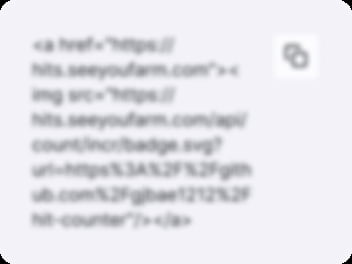 <a href="https://
hits.seeyoufarm.com"><
img src="https://
hits.seeyoufarm.com/api/
count/incr/badge.svg?
url=https%3A%2F%2Fgith
ub.com%2Fgjbae1212%2F
hit-counter"/></a>